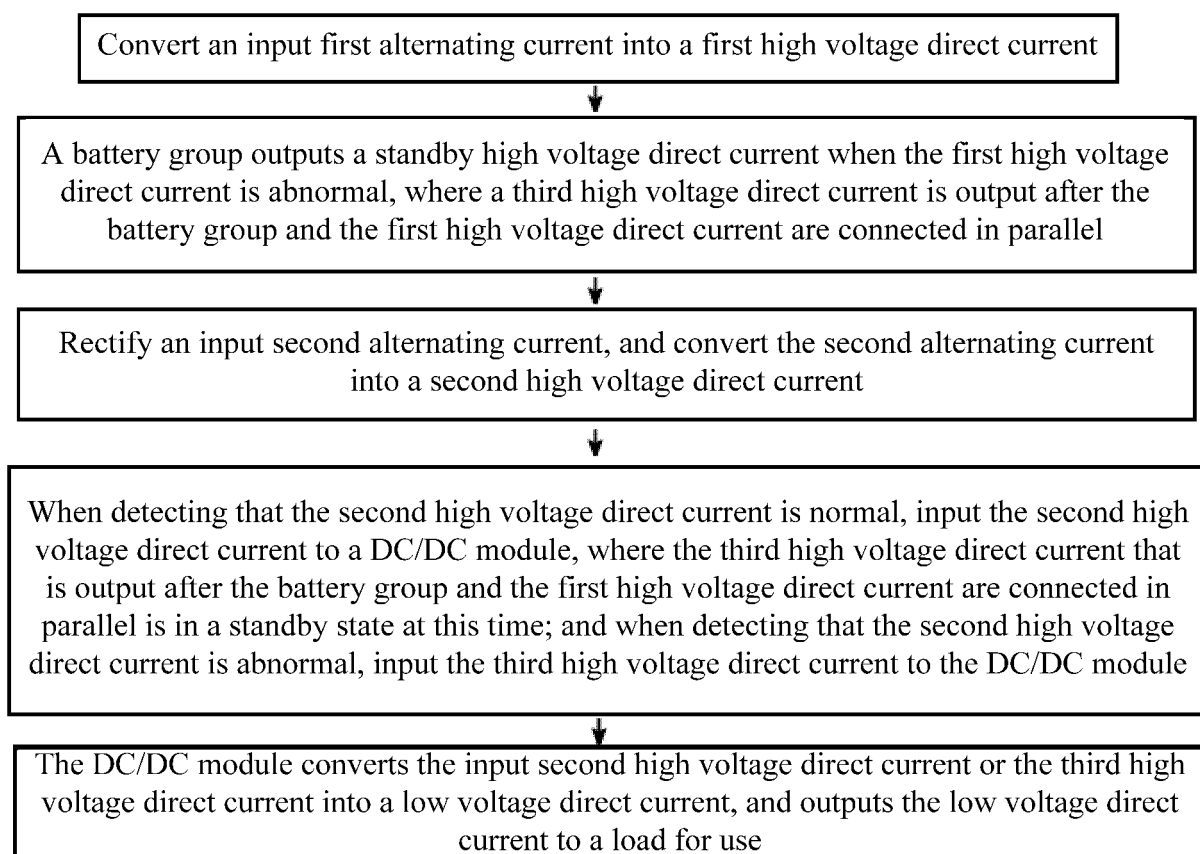 Convert an input first alternating current into a first high voltage direct current
A battery group outputs a standby high voltage direct current when the first high voltage
direct current is abnormal, where a third high voltage direct current is output after the
battery group and the first high voltage direct current are connected in parallel
Rectify an input second alternating current, and convert the second alternating current
into a second high voltage direct current
When detecting that the second high voltage direct current is normal, input the second high
voltage direct current to a DC/DC module, where the third high voltage direct current that
is output after the battery group and the first high voltage direct current are connected in
parallel is in a standby state at this time; and when detecting that the second high voltage
direct current is abnormal, input the third high voltage direct current to the DC/DC module
The DC/DC module converts the input second high voltage direct current or the third high
voltage direct current into a low voltage direct current, and outputs the low voltage direct
current to a load for use